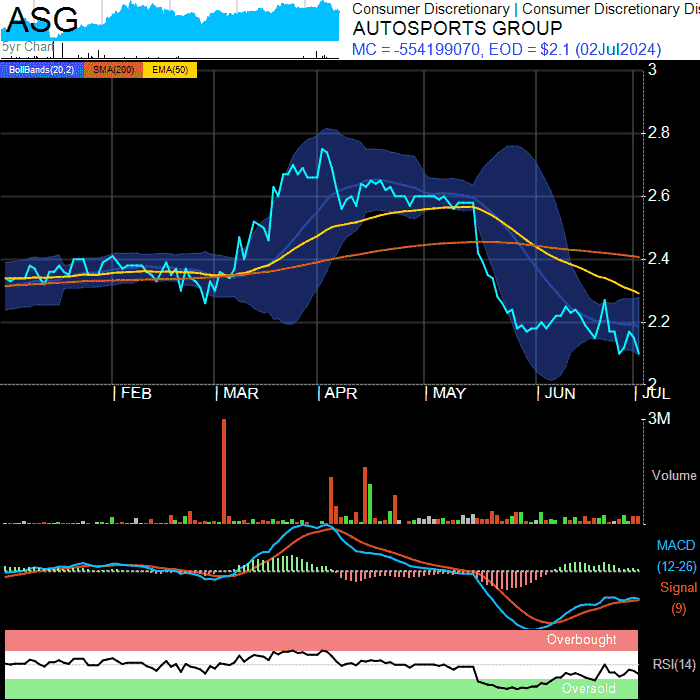 ASG
5yr Chart
Consumer Discretionary | Consumer Discretionary Dis
AUTOSPORTS GROUP
MC = -554199070, EOD = $2.1 (02Jul2024)
BollBands(20,2) SMA(200) EMA(50)
3
2.8
2.6
2.4
2.2
2
FEB MAR APR MAY JUN JUL
3M
Volume
MACD
(12-26)
Signal
(9)
Overbought
RSI(14)
Oversold